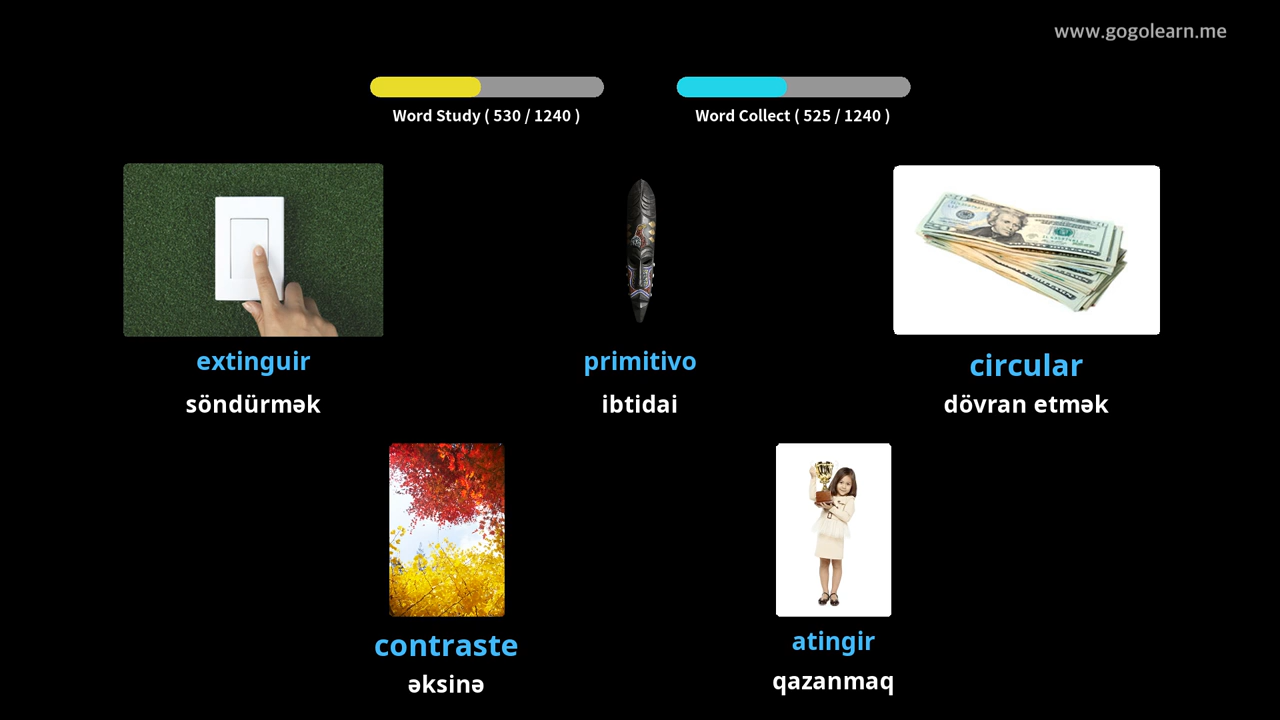 www.gogolearn.me
Word Study ( 530 / 1240 )
Word Collect ( 525 / 1240 )
extinguir
söndürmək
primitivo
ibtidai
circular
dövran etmək
contraste
əksinə
atingir
qazanmaq